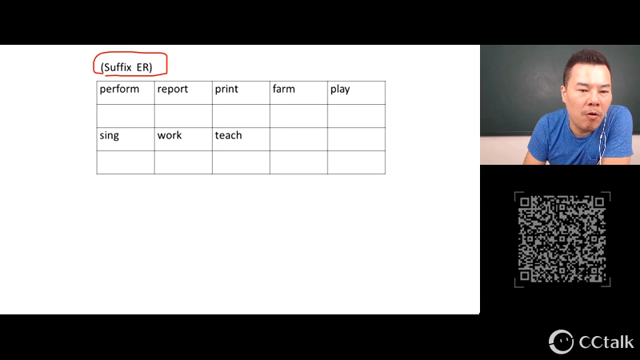 (Suffix ER)
perform report print farm play
sing work teach
CCtalk